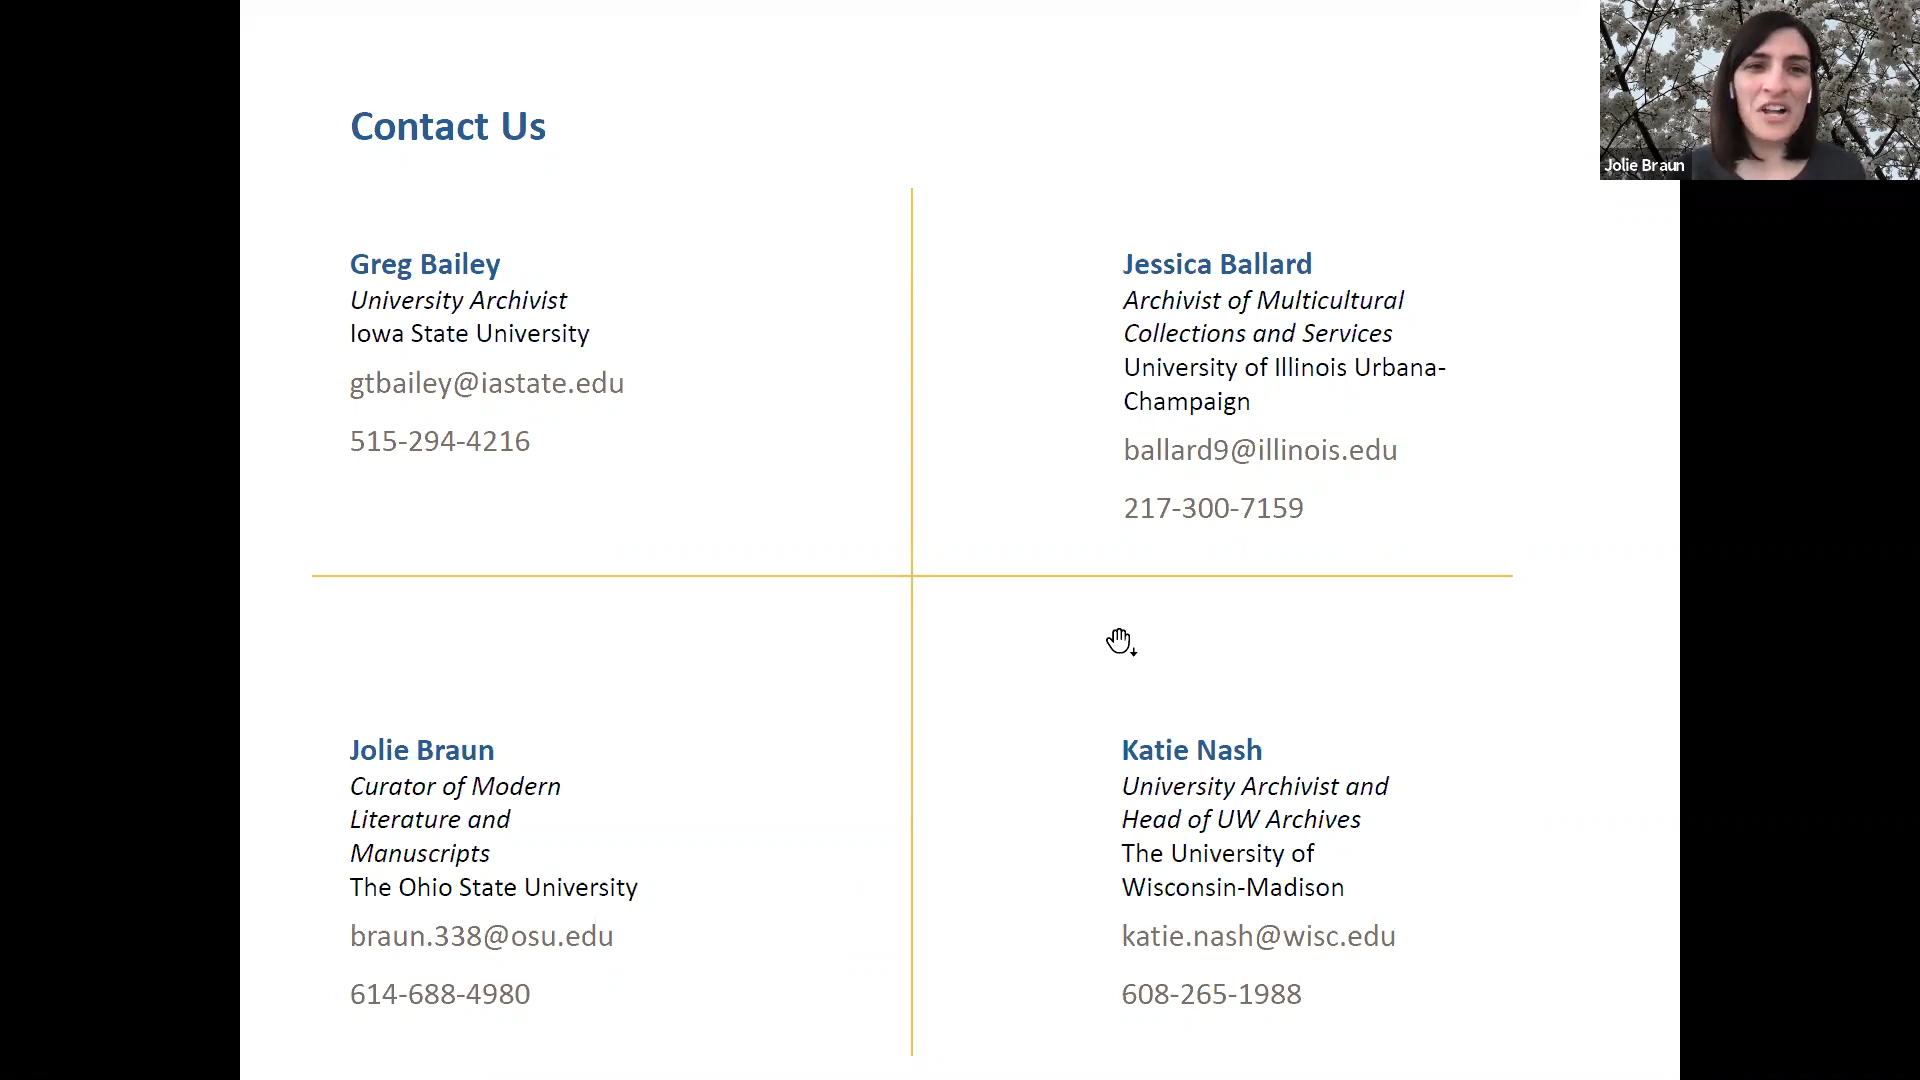 Contact Us
Jolie Braun
Greg Bailey
University Archivist
Iowa State University
gtbailey@iastate.edu
515-294-4216
Jessica Ballard
Archivist of Multicultural
Collections and Services
University of Illinois Urbana-
Champaign
ballard9@illinois.edu
217-300-7159
Jolie Braun
Curator of Modern
Literature and
Manuscripts
The Ohio State University
braun.338@osu.edu
614-688-4980
Katie Nash
University Archivist and
Head of UW Archives
The University of
Wisconsin-Madison
katie.nash@wisc.edu
608-265-1988